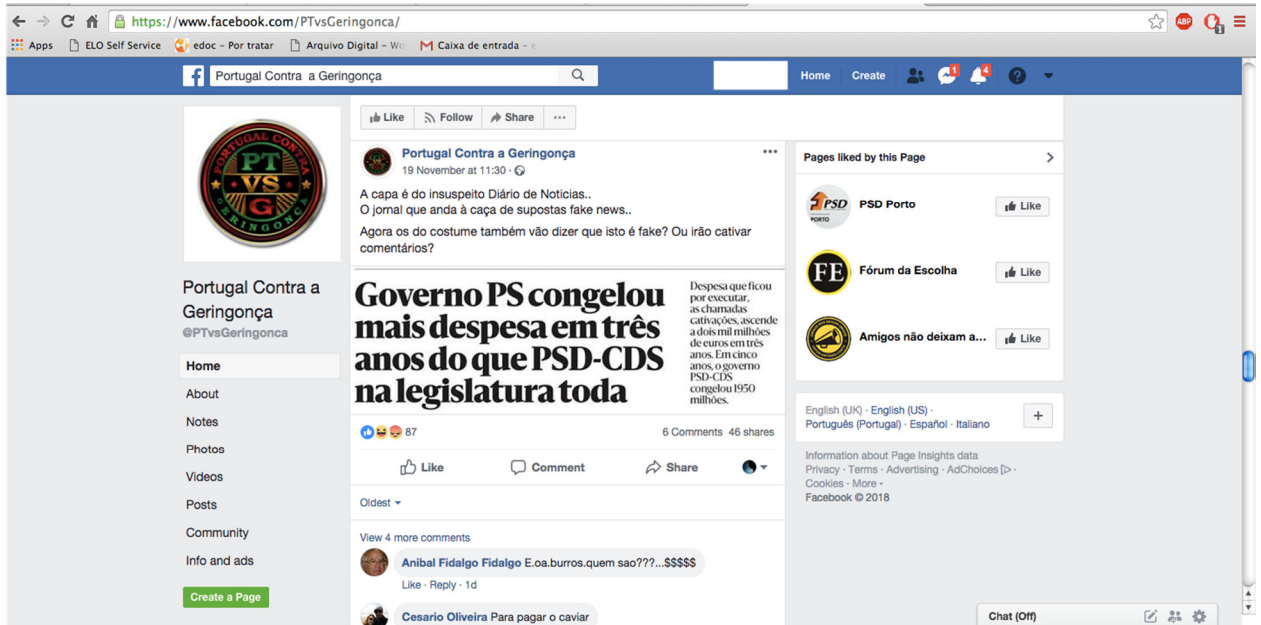 https://www.facebook.com/PTvsGeringonca/
ABP
1
Apps ELO Self Service edoc – Por tratar Arquivo Digital – Wo Caixa de entrada – e
Portugal Contra a Geringonça
Home Create 1 4
PORTUGAL CONTRA
PT
VS
G
GERINGONÇA
Portugal Contra a
Geringonça
@PTvsGeringonca
Home
About
Notes
Photos
Videos
Posts
Community
Info and ads
Create a Page
Like Follow Share ...
Portugal Contra a Geringonça
19 November at 11:30 ·
A capa é do insuspeito Diário de Noticias..
O jornal que anda à caça de supostas fake news..
Agora os do costume também vão dizer que isto é fake? Ou irão cativar
comentários?
Governo PS congelou
mais despesa em três
anos do que PSD-CDS
na legislatura toda
Despesa que ficou
por executar,
as chamadas
cativações, ascende
a dois mil milhões
de euros em três
anos. Em cinco
anos, o governo
PSD-CDS
congelou 1950
milhões.
87
6 Comments 46 shares
Like Comment Share
Oldest
View 4 more comments
Anibal Fidalgo Fidalgo E.oa.burros.quem sao???...$$$$$
Like · Reply · 1d
Cesario Oliveira Para pagar o caviar
Pages liked by this Page
PSD
PORTO
PSD Porto
Like
FE
Fórum da Escolha
Like
Amigos não deixam a...
Like
English (UK) · English (US) ·
Português (Portugal) · Español · Italiano
+
Information about Page Insights data
Privacy · Terms · Advertising · AdChoices ·
Cookies · More
Facebook © 2018
Chat (Off)